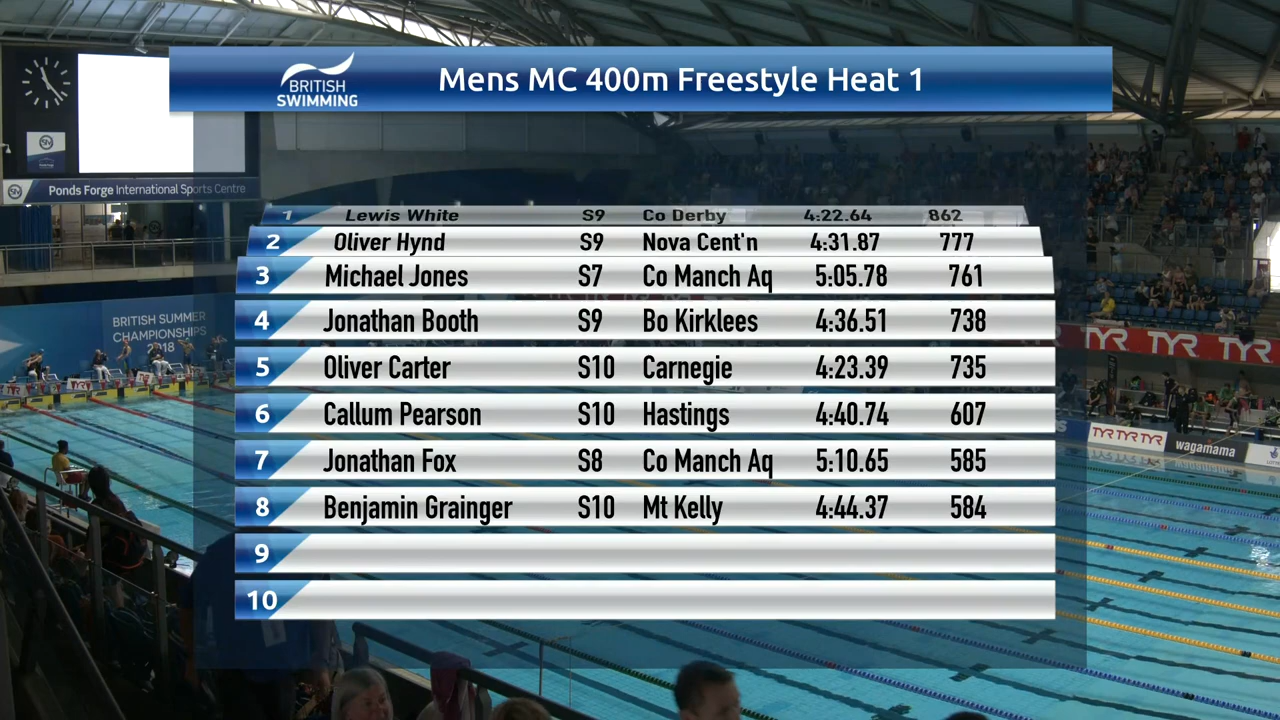 BRITISH
SWIMMING
Mens MC 400m Freestyle Heat 1
Ponds Forge International Sports Centre
1 Lewis White S9 Co Derby 4:22.64 862
2 Oliver Hynd S9 Nova Cent'n 4:31.87 777
3 Michael Jones S7 Co Manch Aq 5:05.78 761
4 Jonathan Booth S9 Bo Kirklees 4:36.51 738
5 Oliver Carter S10 Carnegie 4:23.39 735
6 Callum Pearson S10 Hastings 4:40.74 607
7 Jonathan Fox S8 Co Manch Aq 5:10.65 585
8 Benjamin Grainger S10 Mt Kelly 4:44.37 584
9
10
BRITISH SUMMER
CHAMPIONSHIPS
2018
TYR TYR TYR
TYR TYR TYR
wagamama